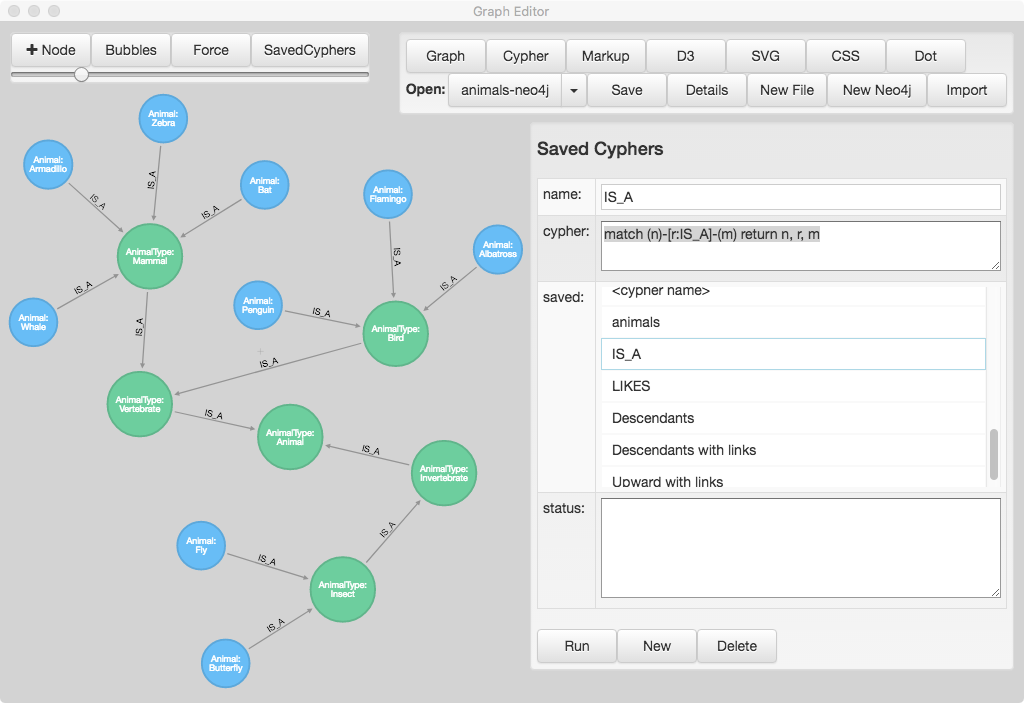 Graph Editor
+ Node Bubbles Force SavedCyphers
Graph Cypher Markup D3 SVG CSS Dot
Open: animals-neo4j Save Details New File New Neo4j Import
Animal:
Zebra
Animal:
Armadillo
Animal:
Bat
Animal:
Flamingo
Animal:
Albatross
Animal:
Whale
Animal:
Penguin
AnimalType:
Mammal
AnimalType:
Bird
AnimalType:
Vertebrate
AnimalType:
Animal
AnimalType:
Invertebrate
Animal:
Fly
AnimalType:
Insect
Animal:
Butterfly
IS_A
IS_A
IS_A
IS_A
IS_A
IS_A
IS_A
IS_A
IS_A
IS_A
IS_A
IS_A
IS_A
IS_A
Saved Cyphers
name: IS_A
cypher: match (n)-[r:IS_A]-(m) return n, r, m
saved: <cypher name>
animals
IS_A
LIKES
Descendants
Descendants with links
Upward with links
status:
Run New Delete